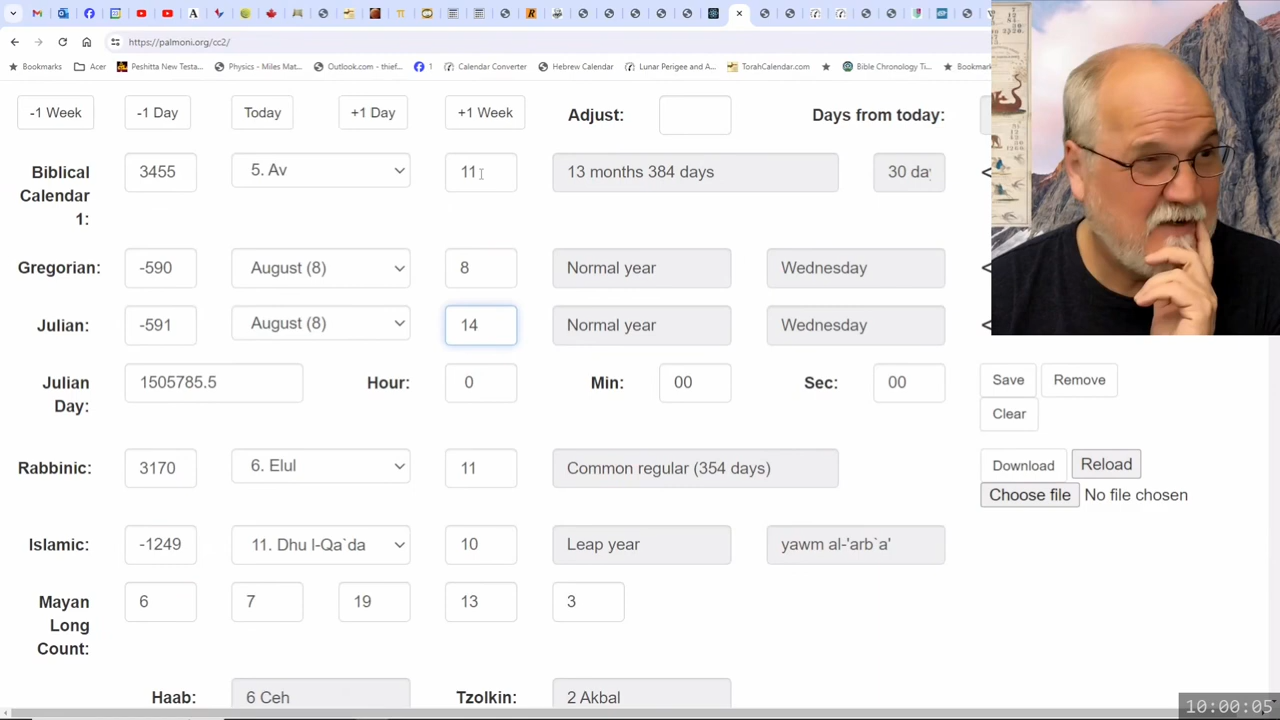 https://palmoni.org/cc2/
Bookmarks Acer Peshitta New Testa... Physics - Miles M... Outlook.com - thief... 1 Calendar Converter Hebrew Calendar Lunar Perigee and A... TorahCalendar.com Bible Chronology Ti... Bookmark
-1 Week -1 Day Today +1 Day +1 Week Adjust: Days from today:
Biblical Calendar 1: 3455 5. Av 11 13 months 384 days 30 da
Gregorian: -590 August (8) 8 Normal year Wednesday
Julian: -591 August (8) 14 Normal year Wednesday
Julian Day: 1505785.5 Hour: 0 Min: 00 Sec: 00 Save Remove
Clear
Rabbinic: 3170 6. Elul 11 Common regular (354 days) Download Reload
Choose file No file chosen
Islamic: -1249 11. Dhu l-Qa`da 10 Leap year yawm al-'arb`a'
Mayan Long Count: 6 7 19 13 3
Haab: 6 Ceh Tzolkin: 2 Akbal
10:00:05